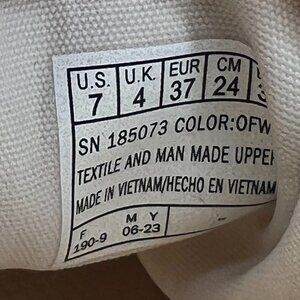 U.S. U.K. EUR CM
7 4 37 24
SN 185073 COLOR:OFW
TEXTILE AND MAN MADE UPPER
MADE IN VIETNAM/HECHO EN VIETNAM
F M Y
190-9 06-23